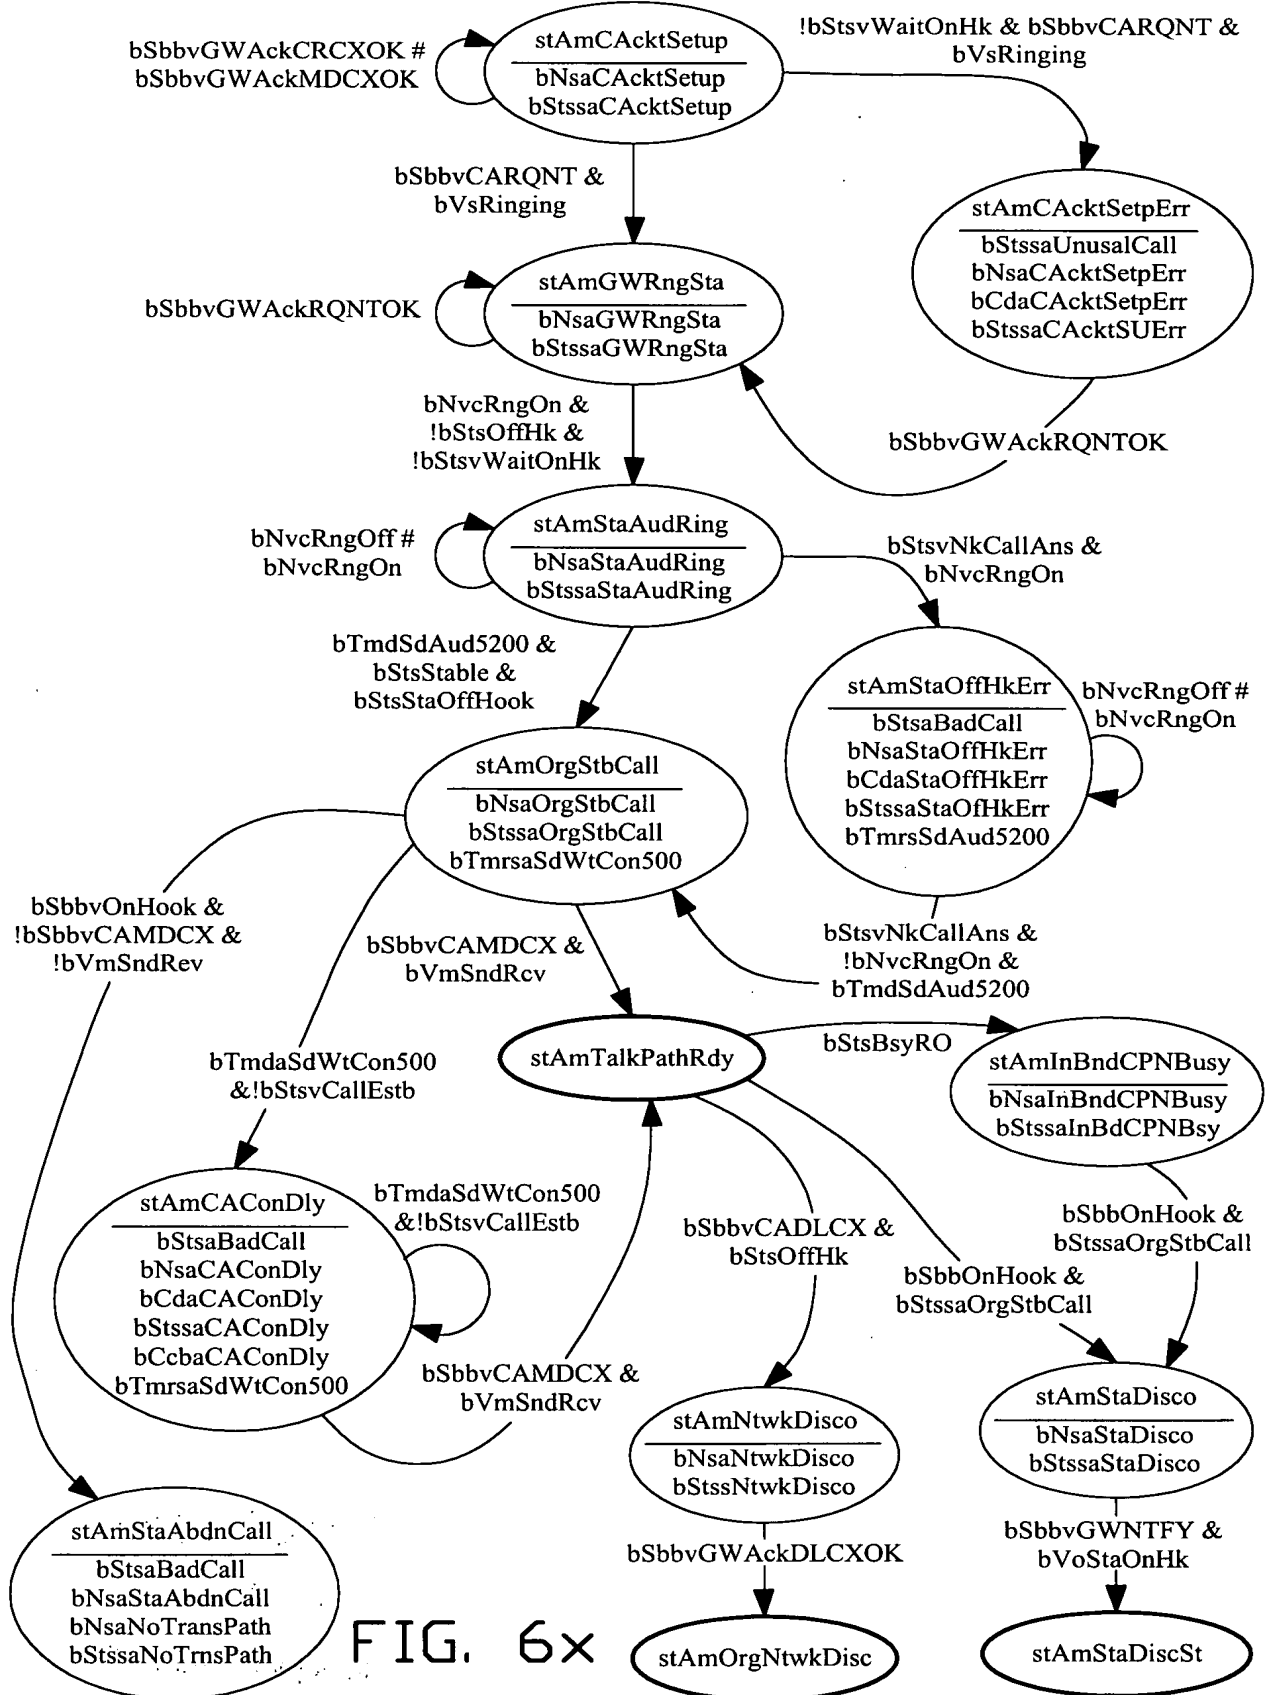 bSbbvGWAckCRCXOK #
bSbbvGWAckMDCXOK
stAmCAcktSetup
bNsaCAcktSetup
bStssaCAcktSetup
!bStsvWaitOnHk & bSbbvCARQNT &
bVsRinging
bSbbvCARQNT &
bVsRinging
stAmCAcktSetpErr
bStssaUnusalCall
bNsaCAcktSetpErr
bCdaCAcktSetpErr
bStssaCAcktSUErr
bSbbvGWAckRQNTOK
stAmGWRngSta
bNsaGWRngSta
bStssaGWRngSta
bNvcRngOn &
!bStsOffHk &
!bStsvWaitOnHk
bSbbvGWAckRQNTOK
bNvcRngOff #
bNvcRngOn
stAmStaAudRing
bNsaStaAudRing
bStssaStaAudRing
bStsvNkCallAns &
bNvcRngOn
bTmdSdAud5200 &
bStsStable &
bStsStaOffHook
stAmStaOffHkErr
bStsaBadCall
bNsaStaOffHkErr
bCdaStaOffHkErr
bStssaStaOfHkErr
bTmrsSdAud5200
bNvcRngOff #
bNvcRngOn
stAmOrgStbCall
bNsaOrgStbCall
bStssaOrgStbCall
bTmrsaSdWtCon500
bSbbvOnHook &
!bSbbvCAMDCX &
!bVmSndRev
bSbbvCAMDCX &
bVmSndRcv
bStsvNkCallAns &
!bNvcRngOn &
bTmdSdAud5200
bTmdaSdWtCon500
&!bStsvCallEstb
stAmTalkPathRdy
bStsBsyRO
stAmInBndCPNBusy
bNsaInBndCPNBusy
bStssaInBdCPNBsy
stAmCAConDly
bStsaBadCall
bNsaCAConDly
bCdaCAConDly
bStssaCAConDly
bCcbaCAConDly
bTmrsaSdWtCon500
bTmdaSdWtCon500
&!bStsvCallEstb
bSbbvCADLCX &
bStsOffHk
bSbbOnHook &
bStssaOrgStbCall
bSbbOnHook &
bStssaOrgStbCall
bSbbvCAMDCX &
bVmSndRcv
stAmNtwkDisco
bNsaNtwkDisco
bStssNtwkDisco
stAmStaDisco
bNsaStaDisco
bStssaStaDisco
stAmStaAbdnCall
bStsaBadCall
bNsaStaAbdnCall
bNsaNoTransPath
bStssaNoTrnsPath
bSbbvGWAckDLCXOK
bSbbvGWNTFY &
bVoStaOnHk
FIG. 6x
stAmOrgNtwkDisc
stAmStaDiscSt